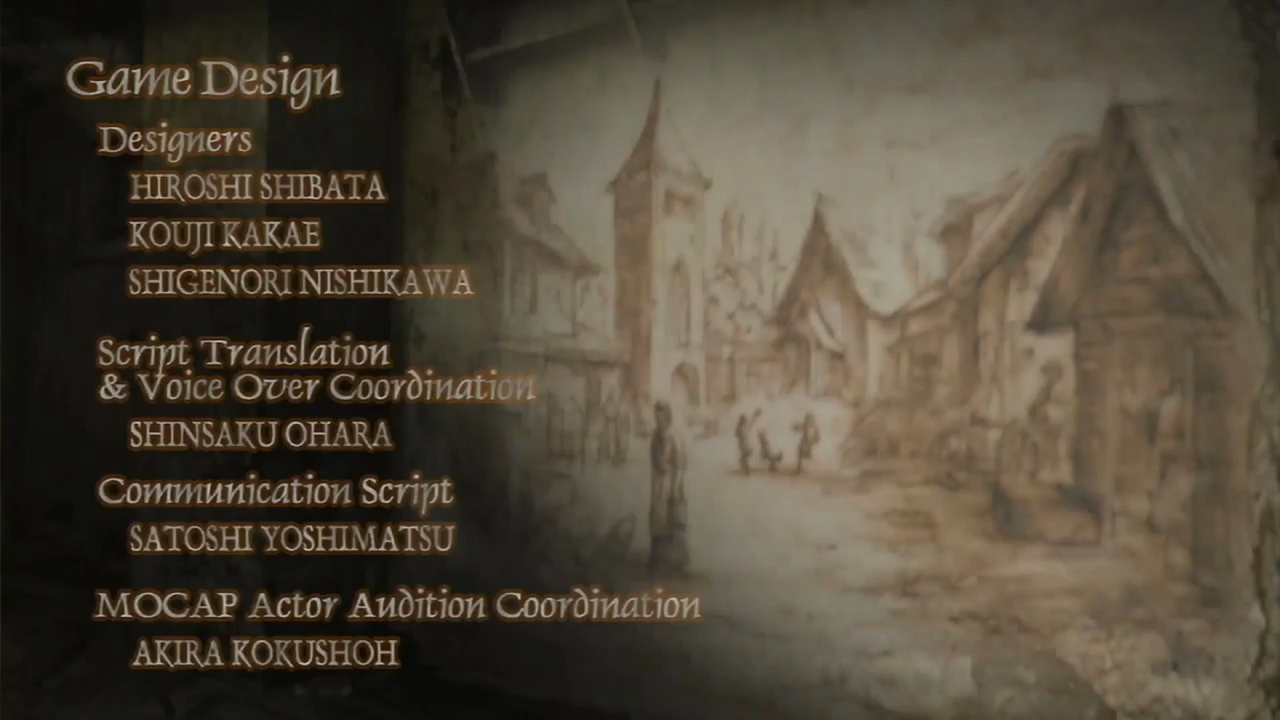 Game Design
Designers
HIROSHI SHIBATA
KOUJI KAKAE
SHIGENORI NISHIKAWA
Script Translation
& Voice Over Coordination
SHINSAKU OHARA
Communication Script
SATOSHI YOSHIMATSU
MOCAP Actor Audition Coordination
AKIRA KOKUSHOH